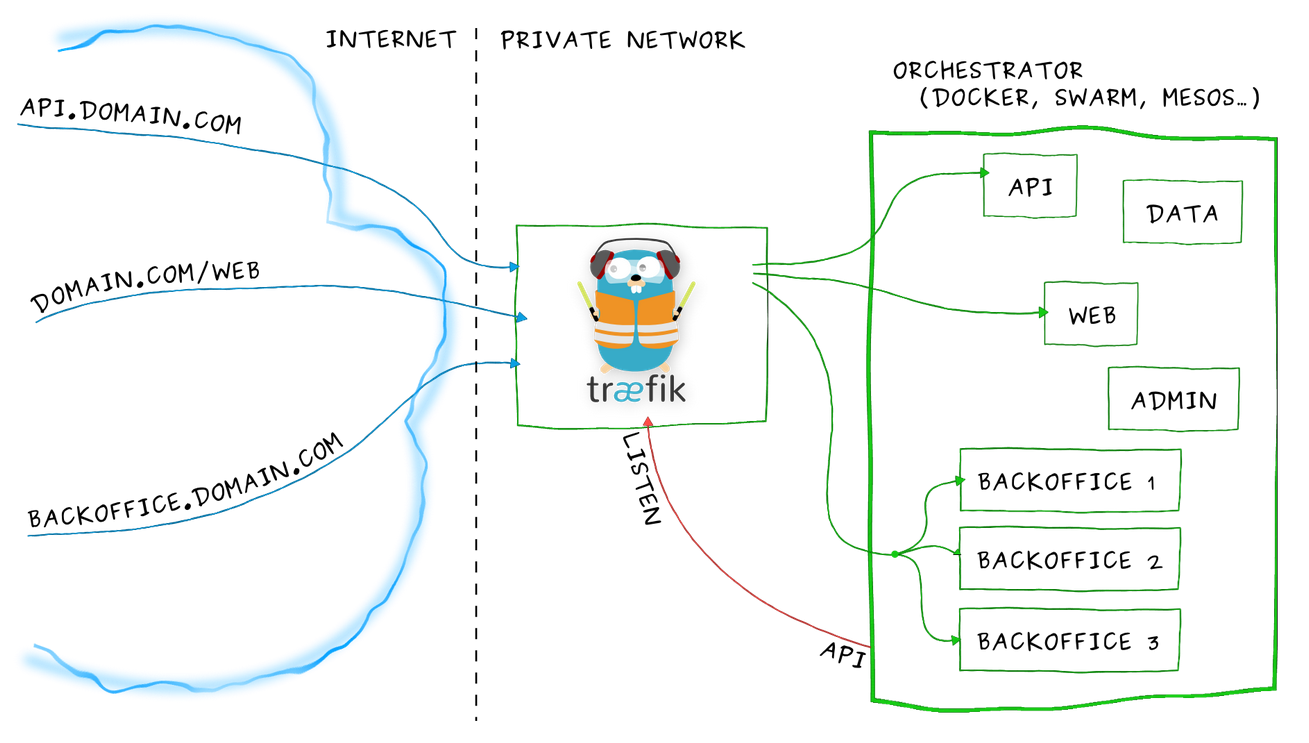 INTERNET
PRIVATE NETWORK
ORCHESTRATOR
(DOCKER, SWARM, MESOS…)
API.DOMAIN.COM
DOMAIN.COM/WEB
BACKOFFICE.DOMAIN.COM
træfik
LISTEN
API
API
DATA
WEB
ADMIN
BACKOFFICE 1
BACKOFFICE 2
BACKOFFICE 3